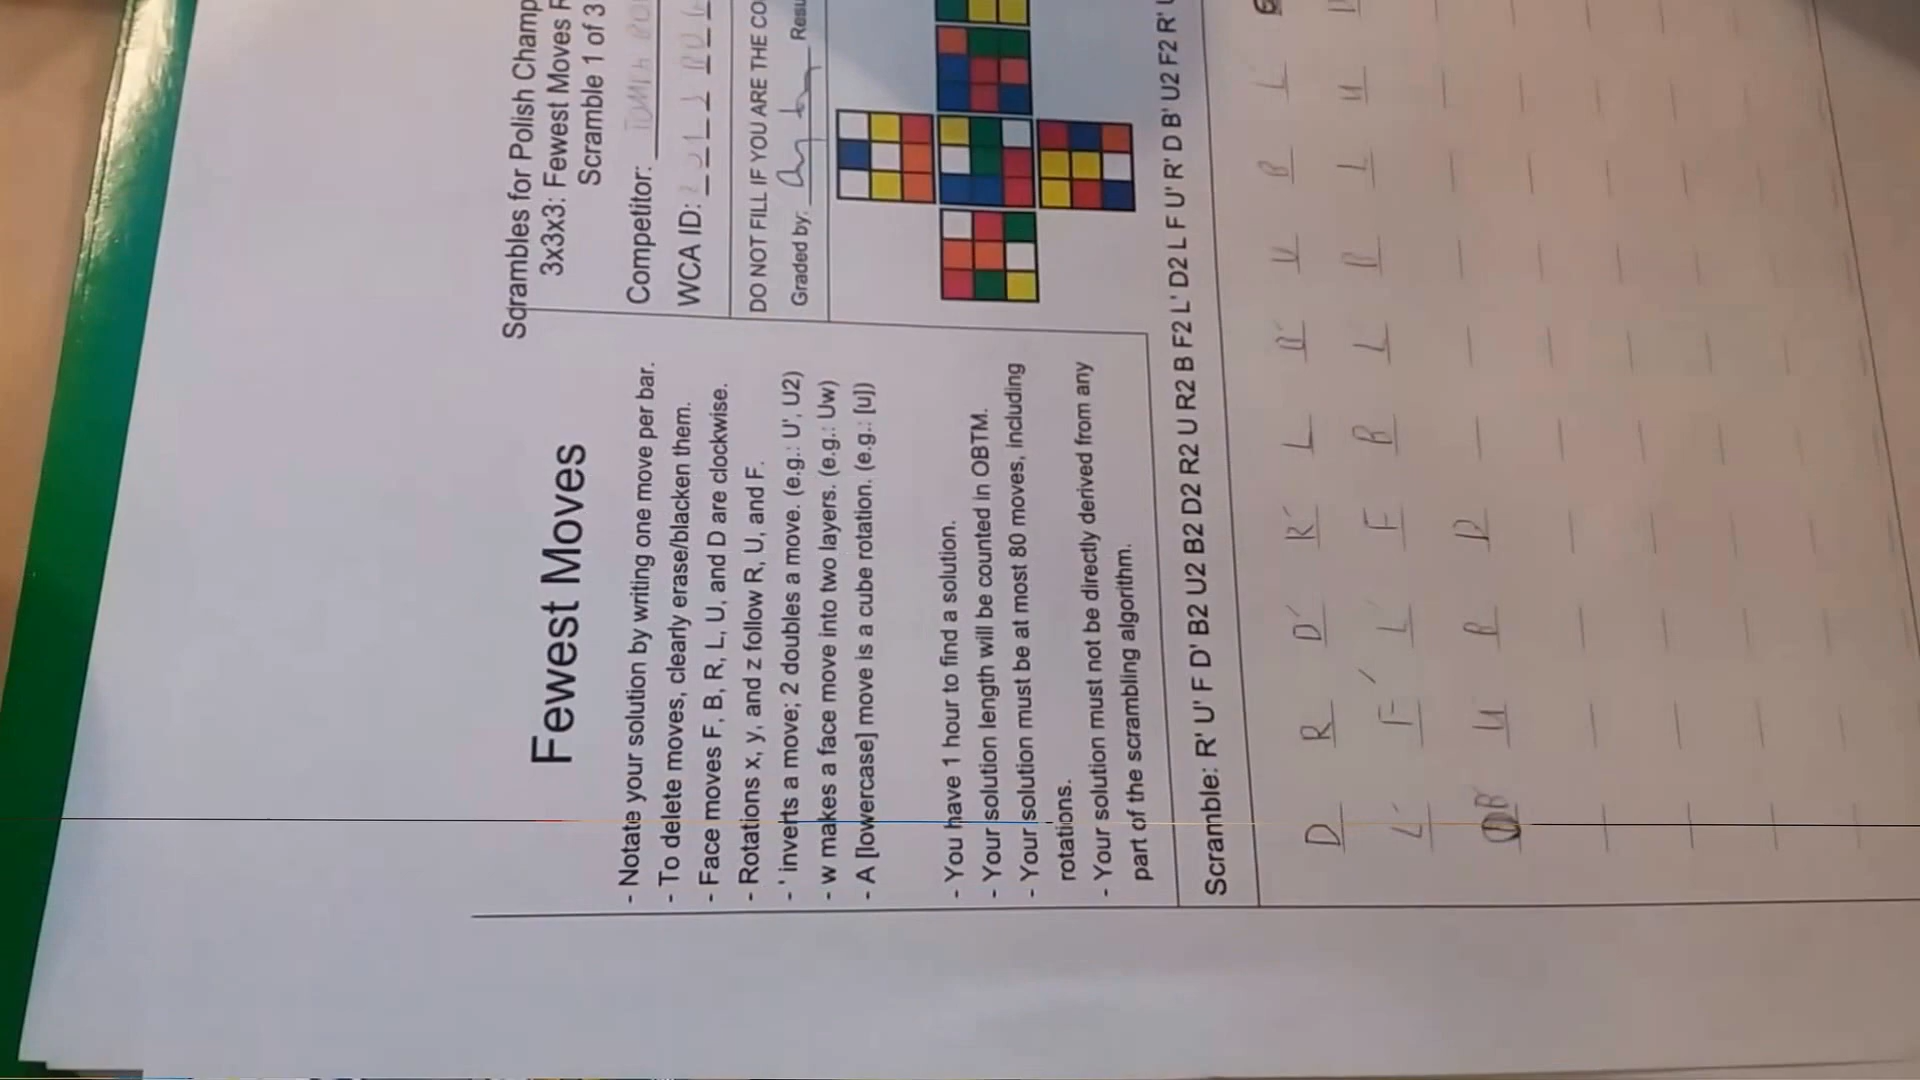 Scrambles for Polish Champ
3x3x3: Fewest Moves
Scramble 1 of 3
Fewest Moves
- Notate your solution by writing one move per bar.
- To delete moves, clearly erase/blacken them.
- Face moves F, B, R, L, U, and D are clockwise.
- Rotations x, y, and z follow R, U, and F.
- ' inverts a move; 2 doubles a move. (e.g.: U', U2)
- w makes a face move into two layers. (e.g.: Uw)
- A [lowercase] move is a cube rotation. (e.g.: [u])
- You have 1 hour to find a solution.
- Your solution length will be counted in OBTM.
- Your solution must be at most 80 moves, including
rotations.
- Your solution must not be directly derived from any
part of the scrambling algorithm.
Competitor:
WCA ID:
DO NOT FILL IF YOU ARE THE CO
Graded by: Resu
Scramble: R' U' F D' B2 U2 B2 D2 R2 U R2 B F2 L' D2 L F U' R' D B' U2 F2 R'
D R D' R' L B' U B L
L' F' L' F B L B L U
B' U B D